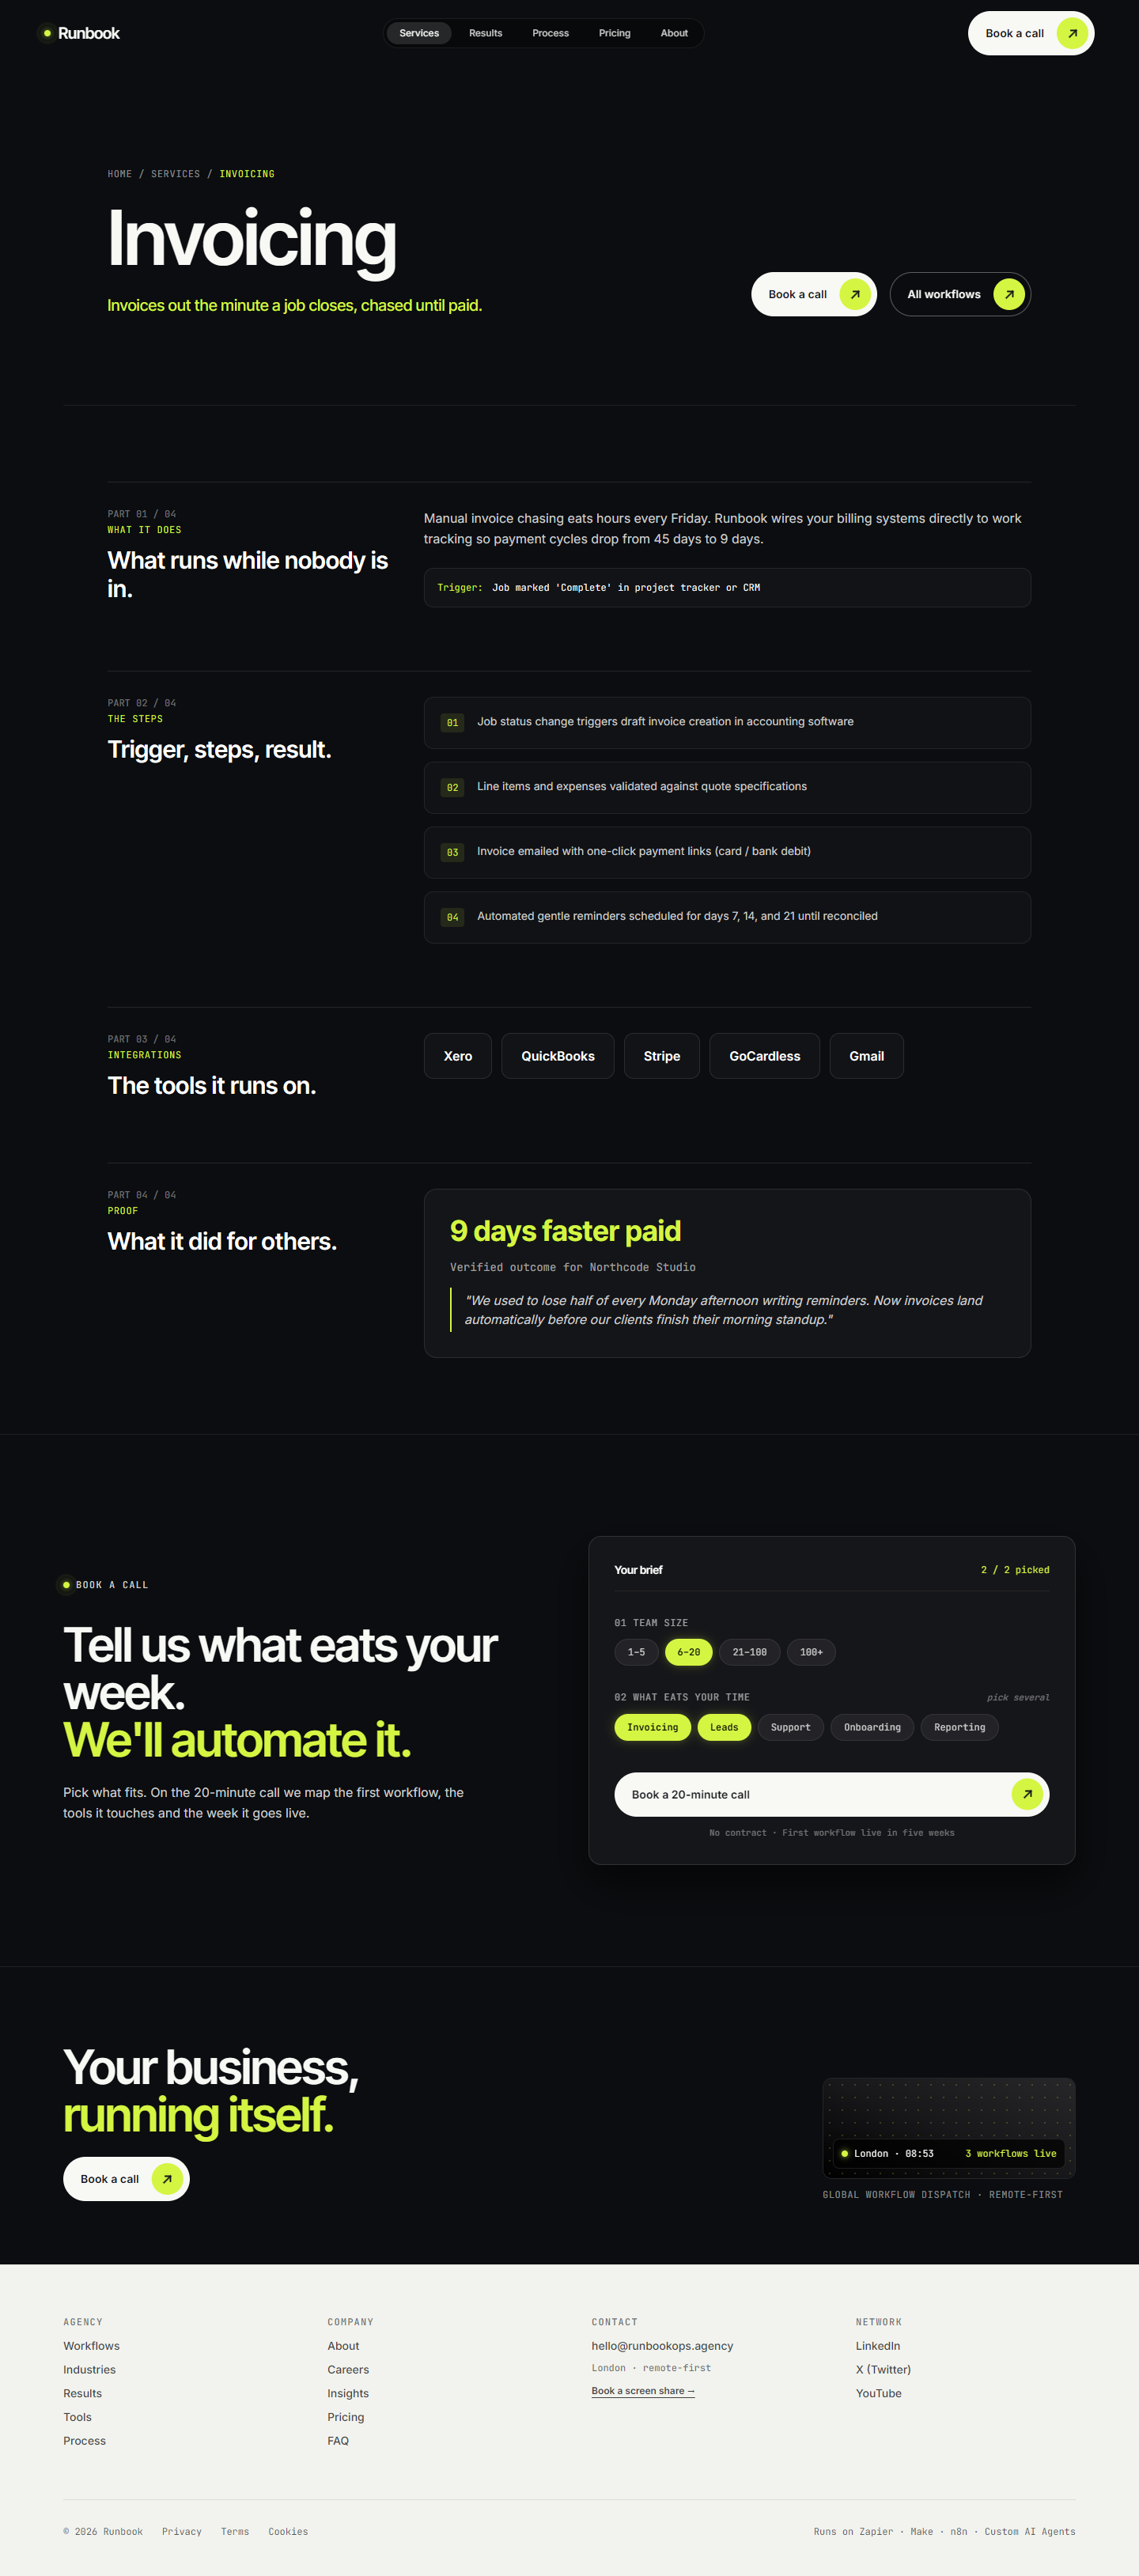 Runbook
Services
Results
Process
Pricing
About
Book a call
HOME / SERVICES / INVOICING
Invoicing
Invoices out the minute a job closes, chased until paid.
Book a call
All workflows
PART 01 / 04
WHAT IT DOES
What runs while nobody is
in.
Manual invoice chasing eats hours every Friday. Runbook wires your billing systems directly to work
tracking so payment cycles drop from 45 days to 9 days.
Trigger: Job marked 'Complete' in project tracker or CRM
PART 02 / 04
THE STEPS
Trigger, steps, result.
01 Job status change triggers draft invoice creation in accounting software
02 Line items and expenses validated against quote specifications
03 Invoice emailed with one-click payment links (card / bank debit)
04 Automated gentle reminders scheduled for days 7, 14, and 21 until reconciled
PART 03 / 04
INTEGRATIONS
The tools it runs on.
Xero
QuickBooks
Stripe
GoCardless
Gmail
PART 04 / 04
PROOF
What it did for others.
9 days faster paid
Verified outcome for Northcode Studio
"We used to lose half of every Monday afternoon writing reminders. Now invoices land
automatically before our clients finish their morning standup."
BOOK A CALL
Tell us what eats your
week.
We'll automate it.
Pick what fits. On the 20-minute call we map the first workflow, the
tools it touches and the week it goes live.
Your brief
2 / 2 picked
01 TEAM SIZE
1–5
6–20
21–100
100+
02 WHAT EATS YOUR TIME
pick several
Invoicing
Leads
Support
Onboarding
Reporting
Book a 20-minute call
No contract · First workflow live in five weeks
Your business,
running itself.
Book a call
London · 08:53
3 workflows live
GLOBAL WORKFLOW DISPATCH · REMOTE-FIRST
AGENCY
Workflows
Industries
Results
Tools
Process
COMPANY
About
Careers
Insights
Pricing
FAQ
CONTACT
hello@runbookops.agency
London · remote-first
Book a screen share →
NETWORK
LinkedIn
X (Twitter)
YouTube
© 2026 Runbook
Privacy
Terms
Cookies
Runs on Zapier · Make · n8n · Custom AI Agents